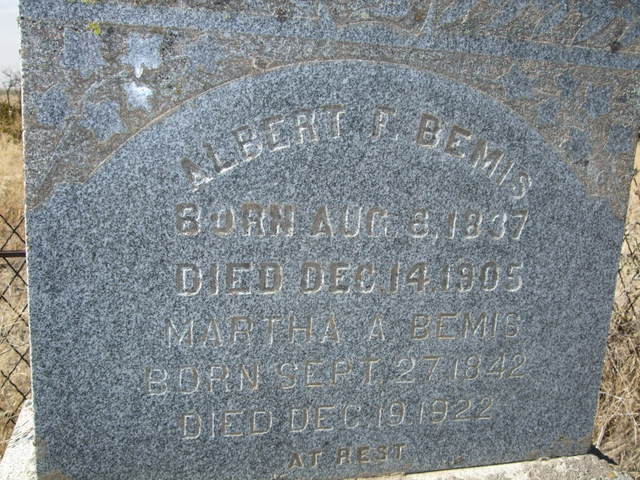 ALBERT F. BEMIS
BORN AUG. 8, 1837
DIED DEC. 14, 1905
MARTHA A. BEMIS
BORN SEPT. 27, 1842
DIED DEC. 19, 1922
AT REST